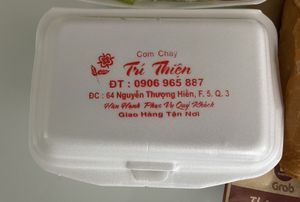 Cơm Chay
Trí Thiện
ĐT : 0906 965 887
ĐC : 64 Nguyễn Thượng Hiền, F. 5, Q. 3
Hân Hạnh Phục Vụ Quý Khách
Giao Hàng Tận Nơi
Grab